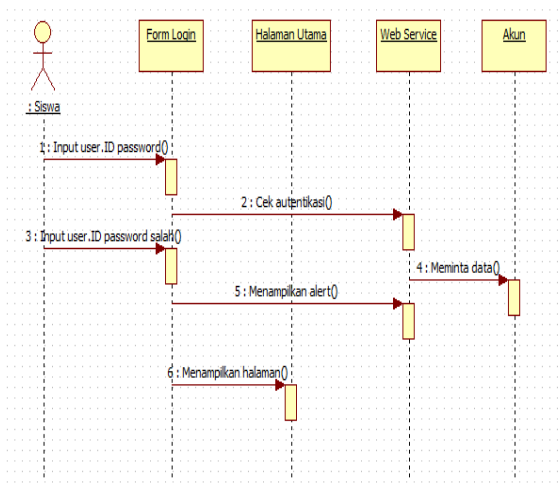 Form Login
Halaman Utama
Web Service
Akun
: Siswa
1 : Input user.ID password()
2 : Cek autentikasi()
3 : Input user.ID password salah()
4 : Meminta data()
5 : Menampilkan alert()
6 : Menampilkan halaman()